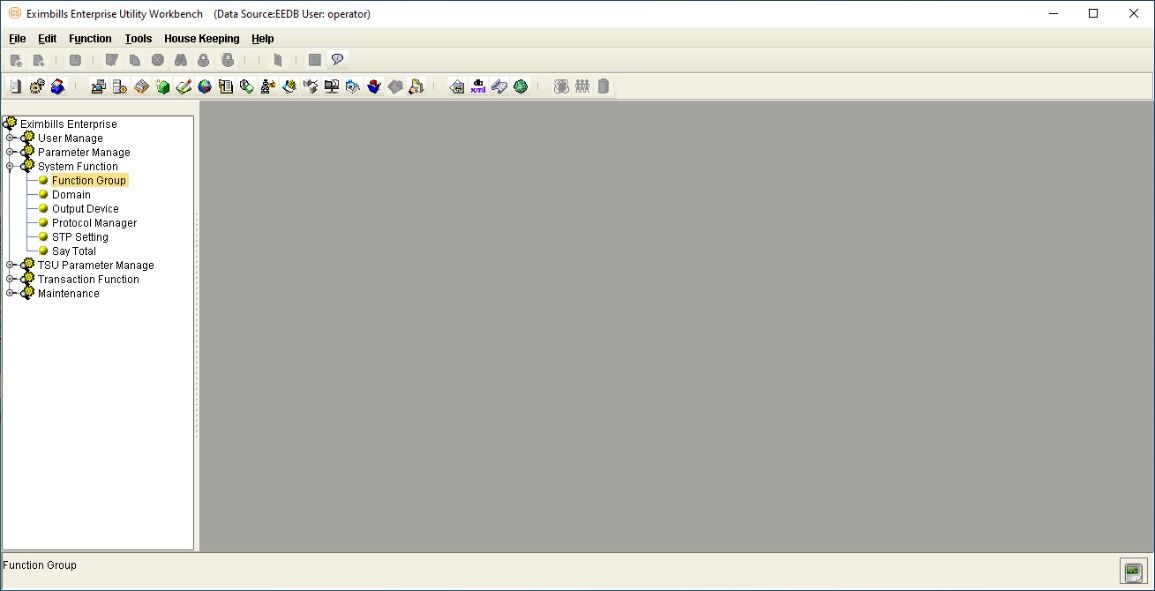 Eximbills Enterprise Utility Workbench (Data Source:EEDB User: operator)
File Edit Function Tools House Keeping Help
Eximbills Enterprise
User Manage
Parameter Manage
System Function
Function Group
Domain
Output Device
Protocol Manager
STP Setting
Say Total
TSU Parameter Manage
Transaction Function
Maintenance
Function Group